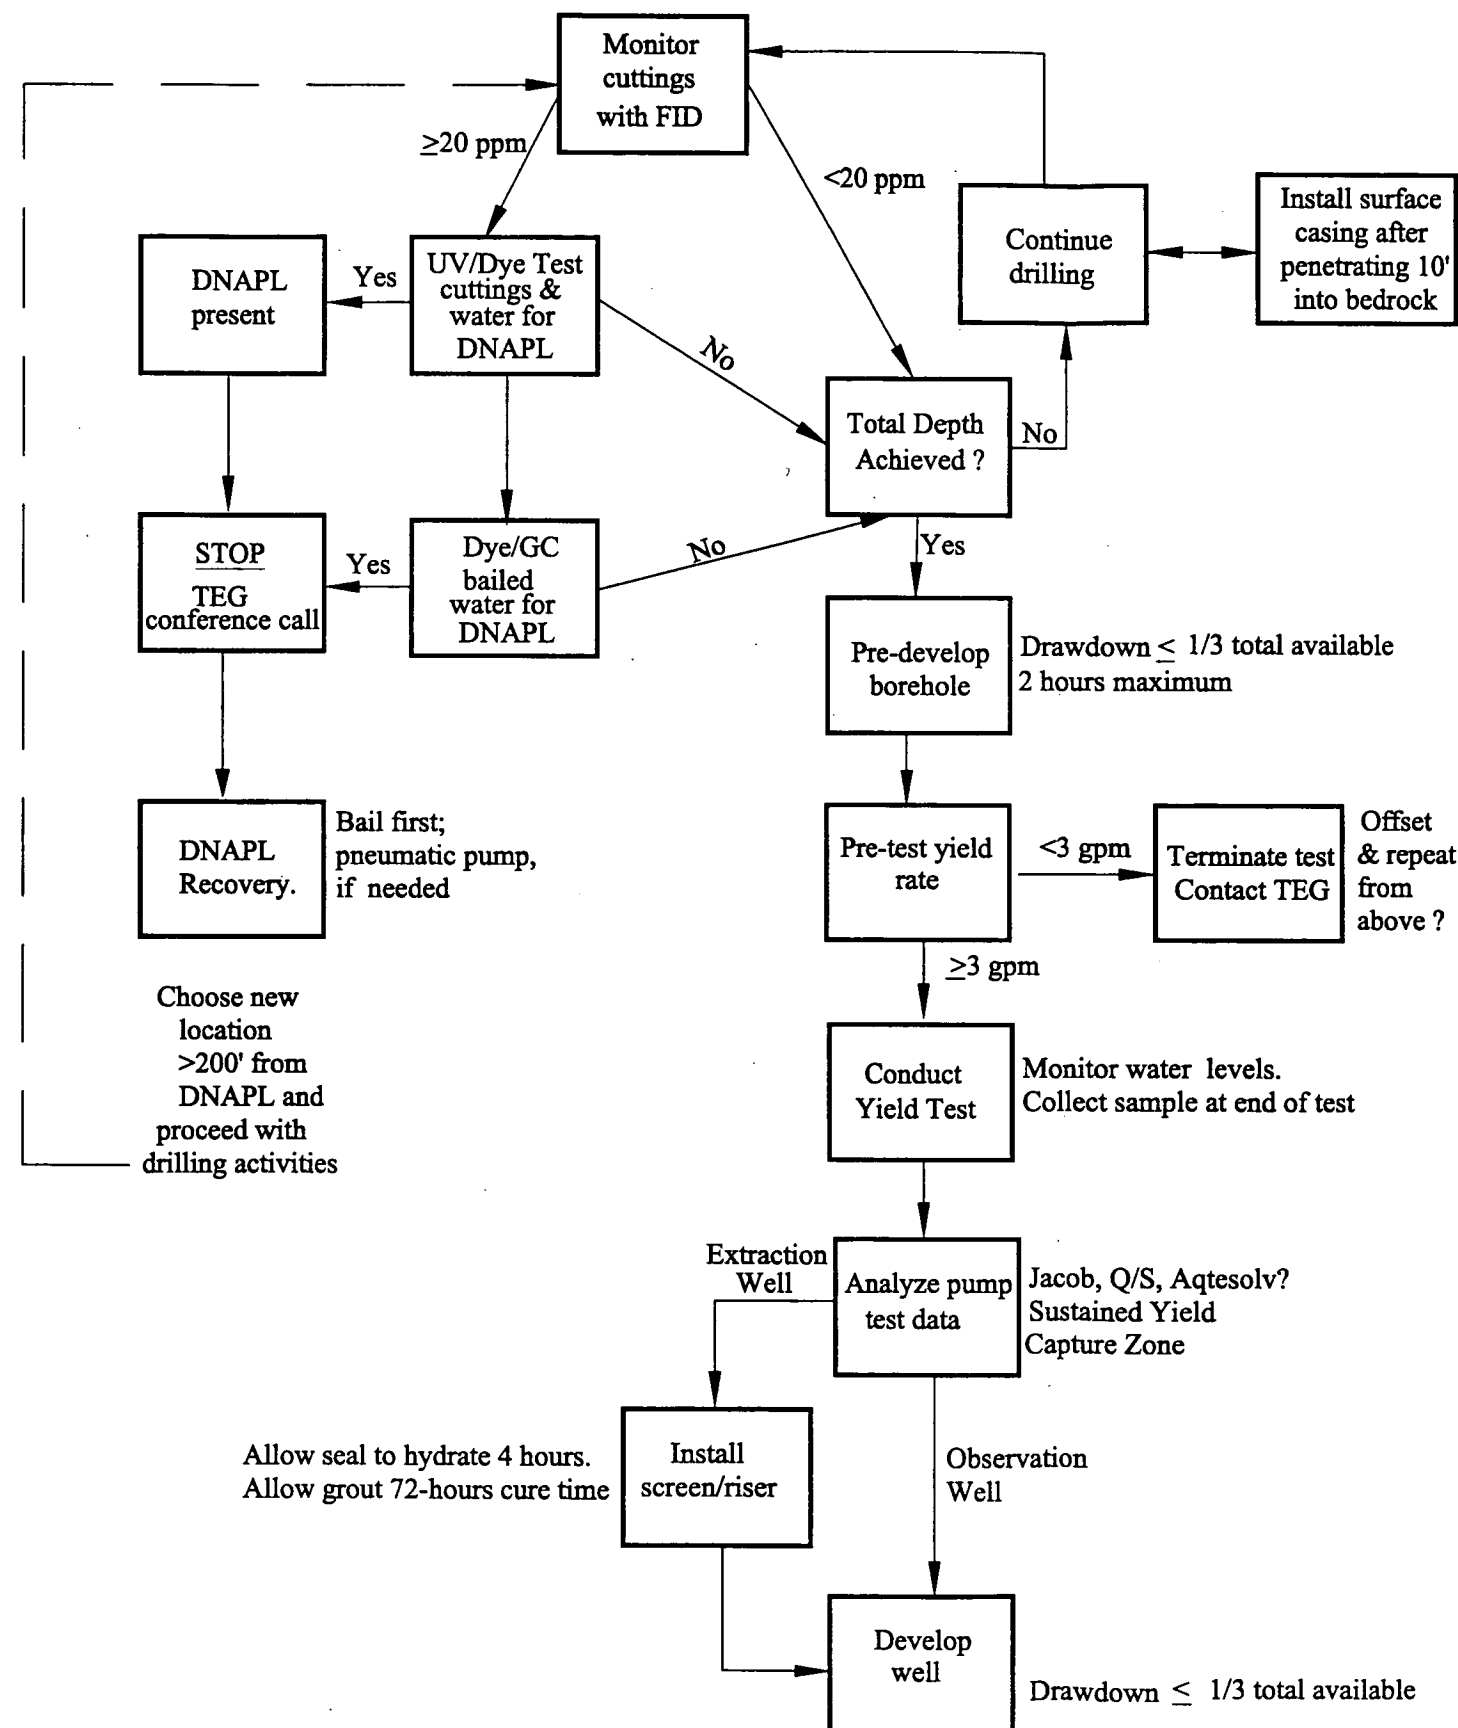 Monitor
cuttings
with FID
≥20 ppm
<20 ppm
Continue
drilling
Install surface
casing after
penetrating 10'
into bedrock
DNAPL
present
Yes
UV/Dye Test
cuttings &
water for
DNAPL
No
Total Depth
Achieved ?
No
STOP
TEG
conference call
Yes
Dye/GC
bailed
water for
DNAPL
No
Yes
Pre-develop
borehole
Drawdown ≤ 1/3 total available
2 hours maximum
DNAPL
Recovery.
Bail first;
pneumatic pump,
if needed
Pre-test yield
rate
<3 gpm
Terminate test
Contact TEG
Offset
& repeat
from
above ?
≥3 gpm
Choose new
location
>200' from
DNAPL and
proceed with
drilling activities
Conduct
Yield Test
Monitor water levels.
Collect sample at end of test
Extraction
Well
Analyze pump
test data
Jacob, Q/S, Aqtesolv?
Sustained Yield
Capture Zone
Allow seal to hydrate 4 hours.
Allow grout 72-hours cure time
Install
screen/riser
Observation
Well
Develop
well
Drawdown ≤ 1/3 total available